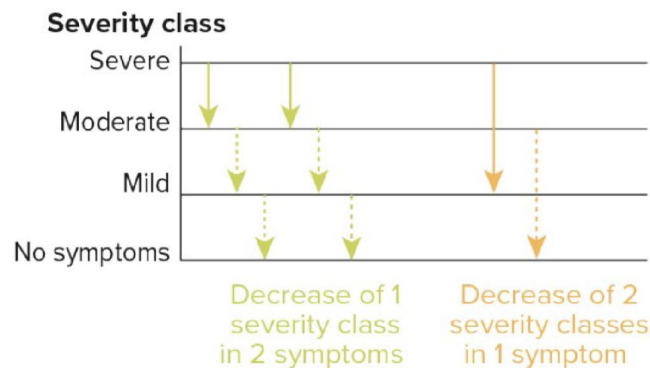 Severity class
Severe
Moderate
Mild
No symptoms
Decrease of 1
severity class
in 2 symptoms
Decrease of 2
severity classes
in 1 symptom